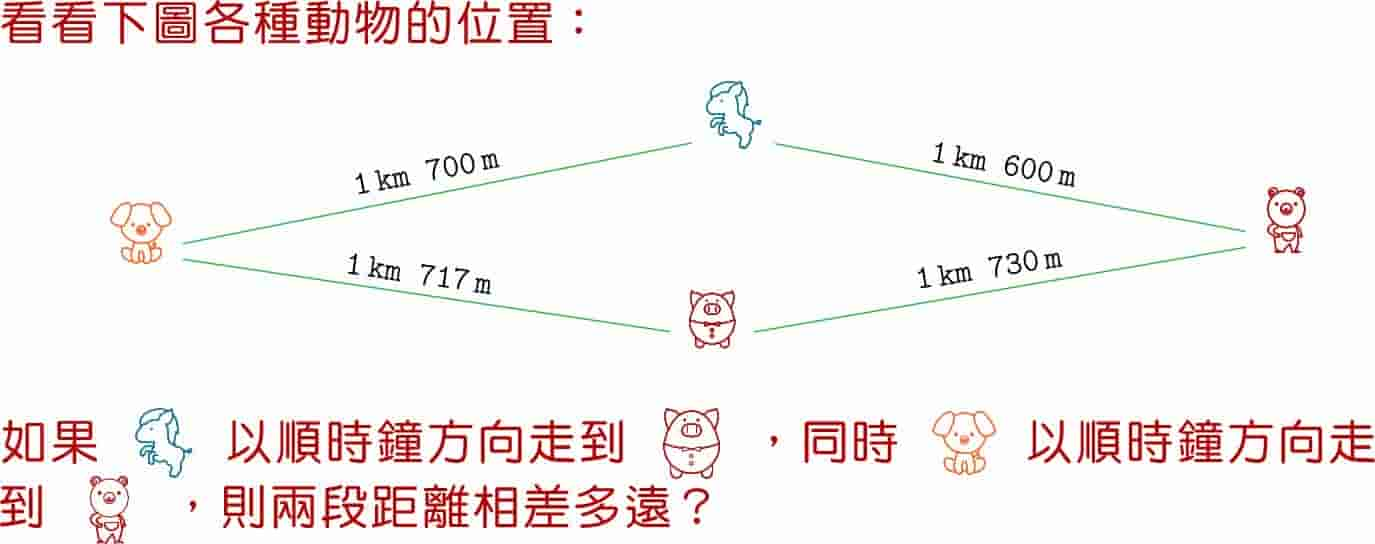 看看下圖各種動物的位置：
1 km 700 m
1 km 600 m
1 km 717 m
1 km 730 m
如果 以順時鐘方向走到 ，同時 以順時鐘方向走
到 ，則兩段距離相差多遠？